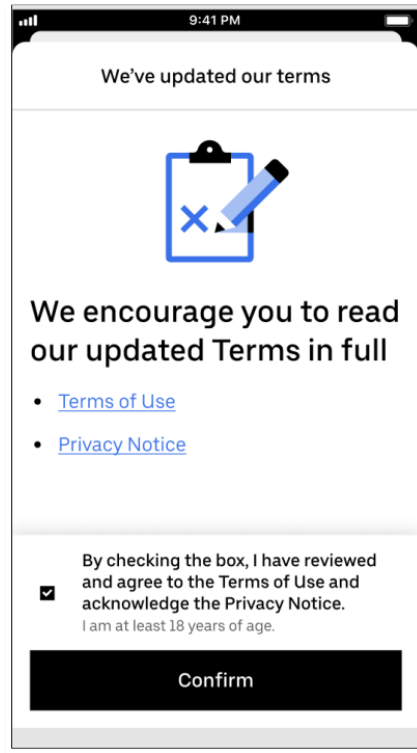 9:41 PM
We’ve updated our terms
We encourage you to read
our updated Terms in full
• Terms of Use
• Privacy Notice
By checking the box, I have reviewed
and agree to the Terms of Use and
acknowledge the Privacy Notice.
I am at least 18 years of age.
Confirm